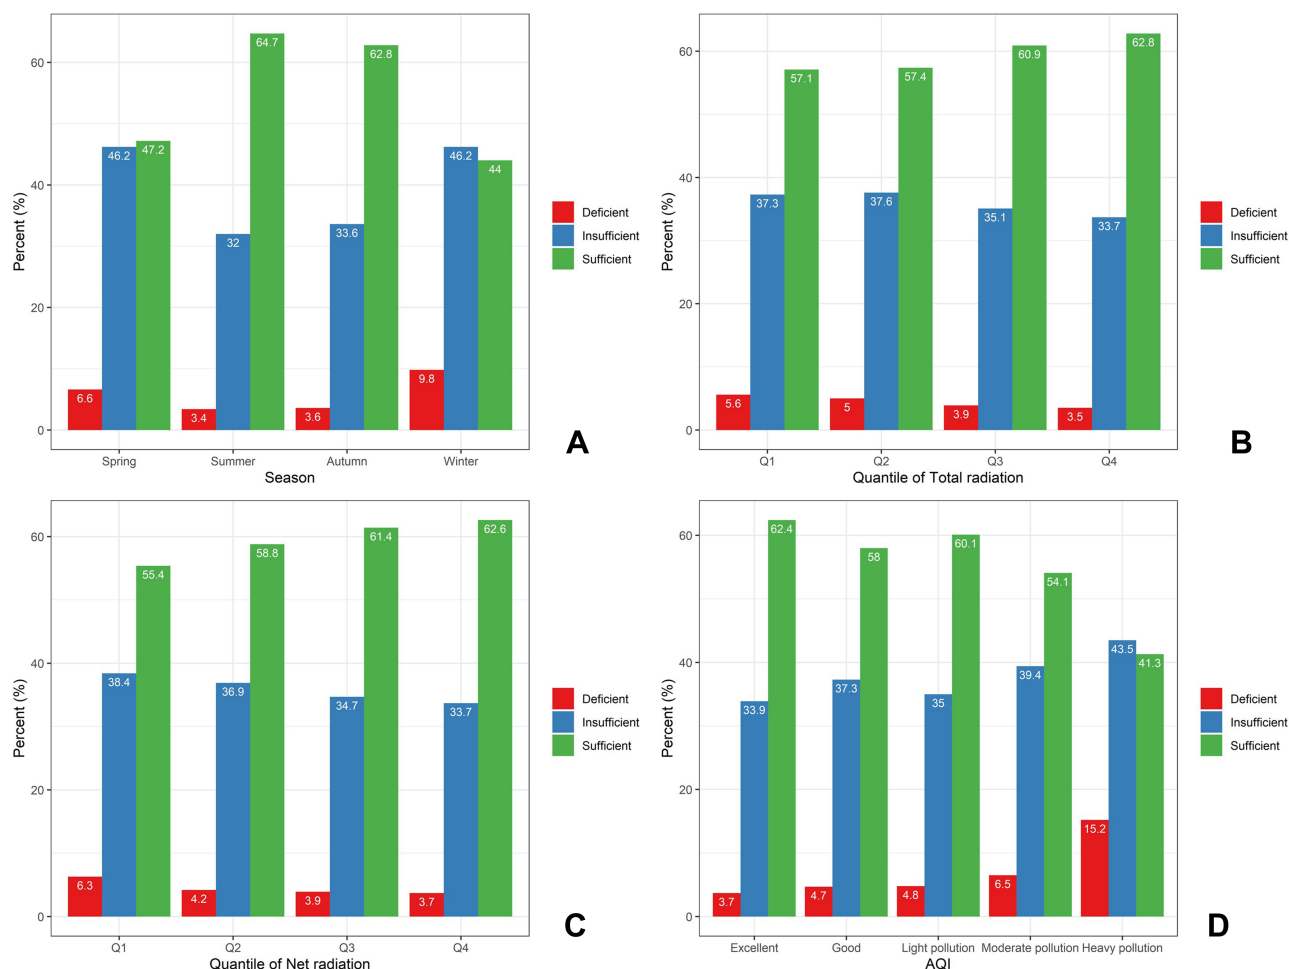 60
40
20
0
Percent (%)
64.7
62.8
46.2
47.2
46.2
44
32
33.6
6.6
3.4
3.6
9.8
Spring
Summer
Autumn
Winter
Season
Deficient
Insufficient
Sufficient
A
60
40
20
0
Percent (%)
57.1
57.4
60.9
62.8
37.3
37.6
35.1
33.7
5.6
5
3.9
3.5
Q1
Q2
Q3
Q4
Quantile of Total radiation
Deficient
Insufficient
Sufficient
B
60
40
20
0
Percent (%)
55.4
58.8
61.4
62.6
38.4
36.9
34.7
33.7
6.3
4.2
3.9
3.7
Q1
Q2
Q3
Q4
Quantile of Net radiation
Deficient
Insufficient
Sufficient
C
60
40
20
0
Percent (%)
62.4
58
60.1
54.1
43.5
41.3
33.9
37.3
35
39.4
3.7
4.7
4.8
6.5
15.2
Excellent
Good
Light pollution
Moderate pollution
Heavy pollution
AQI
Deficient
Insufficient
Sufficient
D